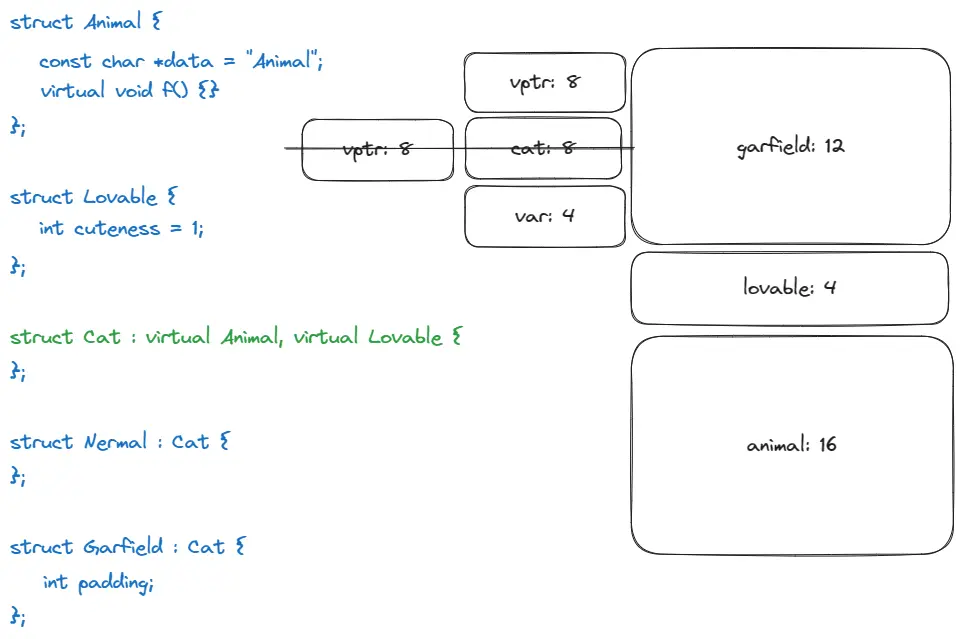 struct Animal {
const char *data = "Animal";
virtual void f() {}
};
struct Lovable {
int cuteness = 1;
};
struct Cat : virtual Animal, virtual Lovable {
};
struct Nermal : Cat {
};
struct Garfield : Cat {
int padding;
};
vptr: 8
vptr: 8
cat: 8
var: 4
garfield: 12
lovable: 4
animal: 16